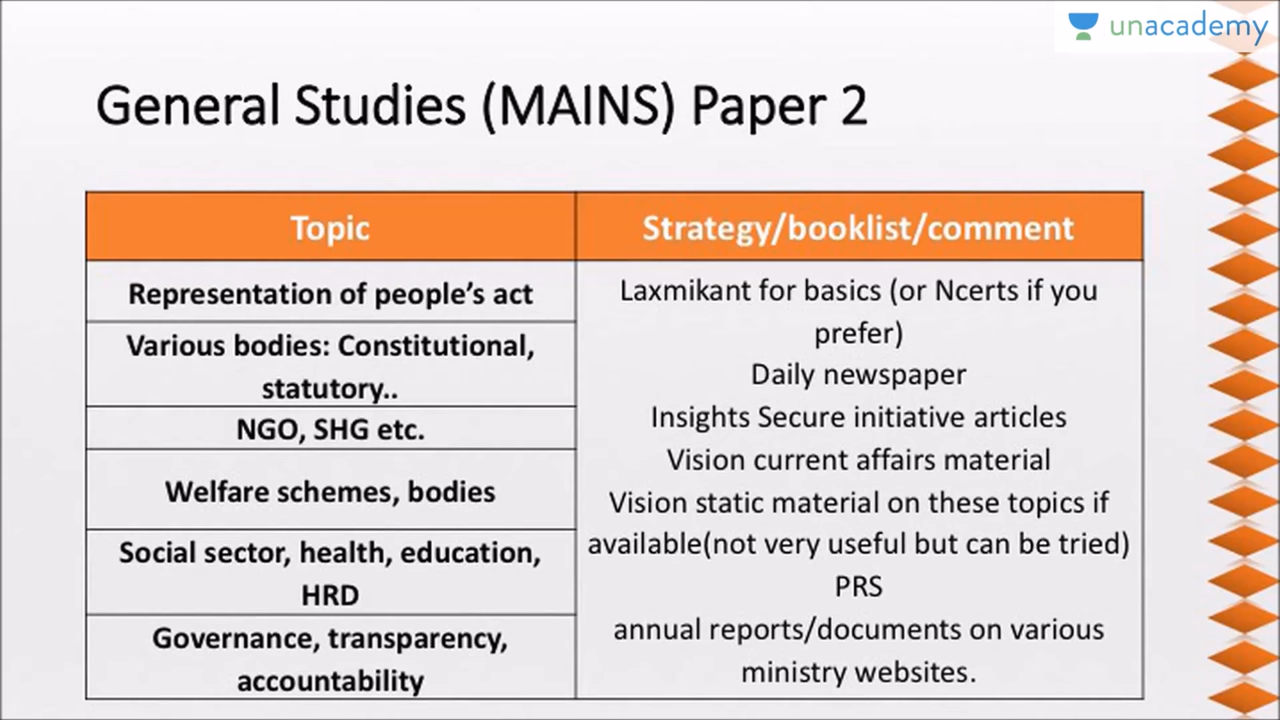 unacademy
General Studies (MAINS) Paper 2
Topic
Strategy/booklist/comment
Representation of people's act
Various bodies: Constitutional,
statutory..
NGO, SHG etc.
Welfare schemes, bodies
Social sector, health, education,
HRD
Governance, transparency,
accountability
Laxmikant for basics (or Ncerts if you
prefer)
Daily newspaper
Insights Secure initiative articles
Vision current affairs material
Vision static material on these topics if
available(not very useful but can be tried)
PRS
annual reports/documents on various
ministry websites.